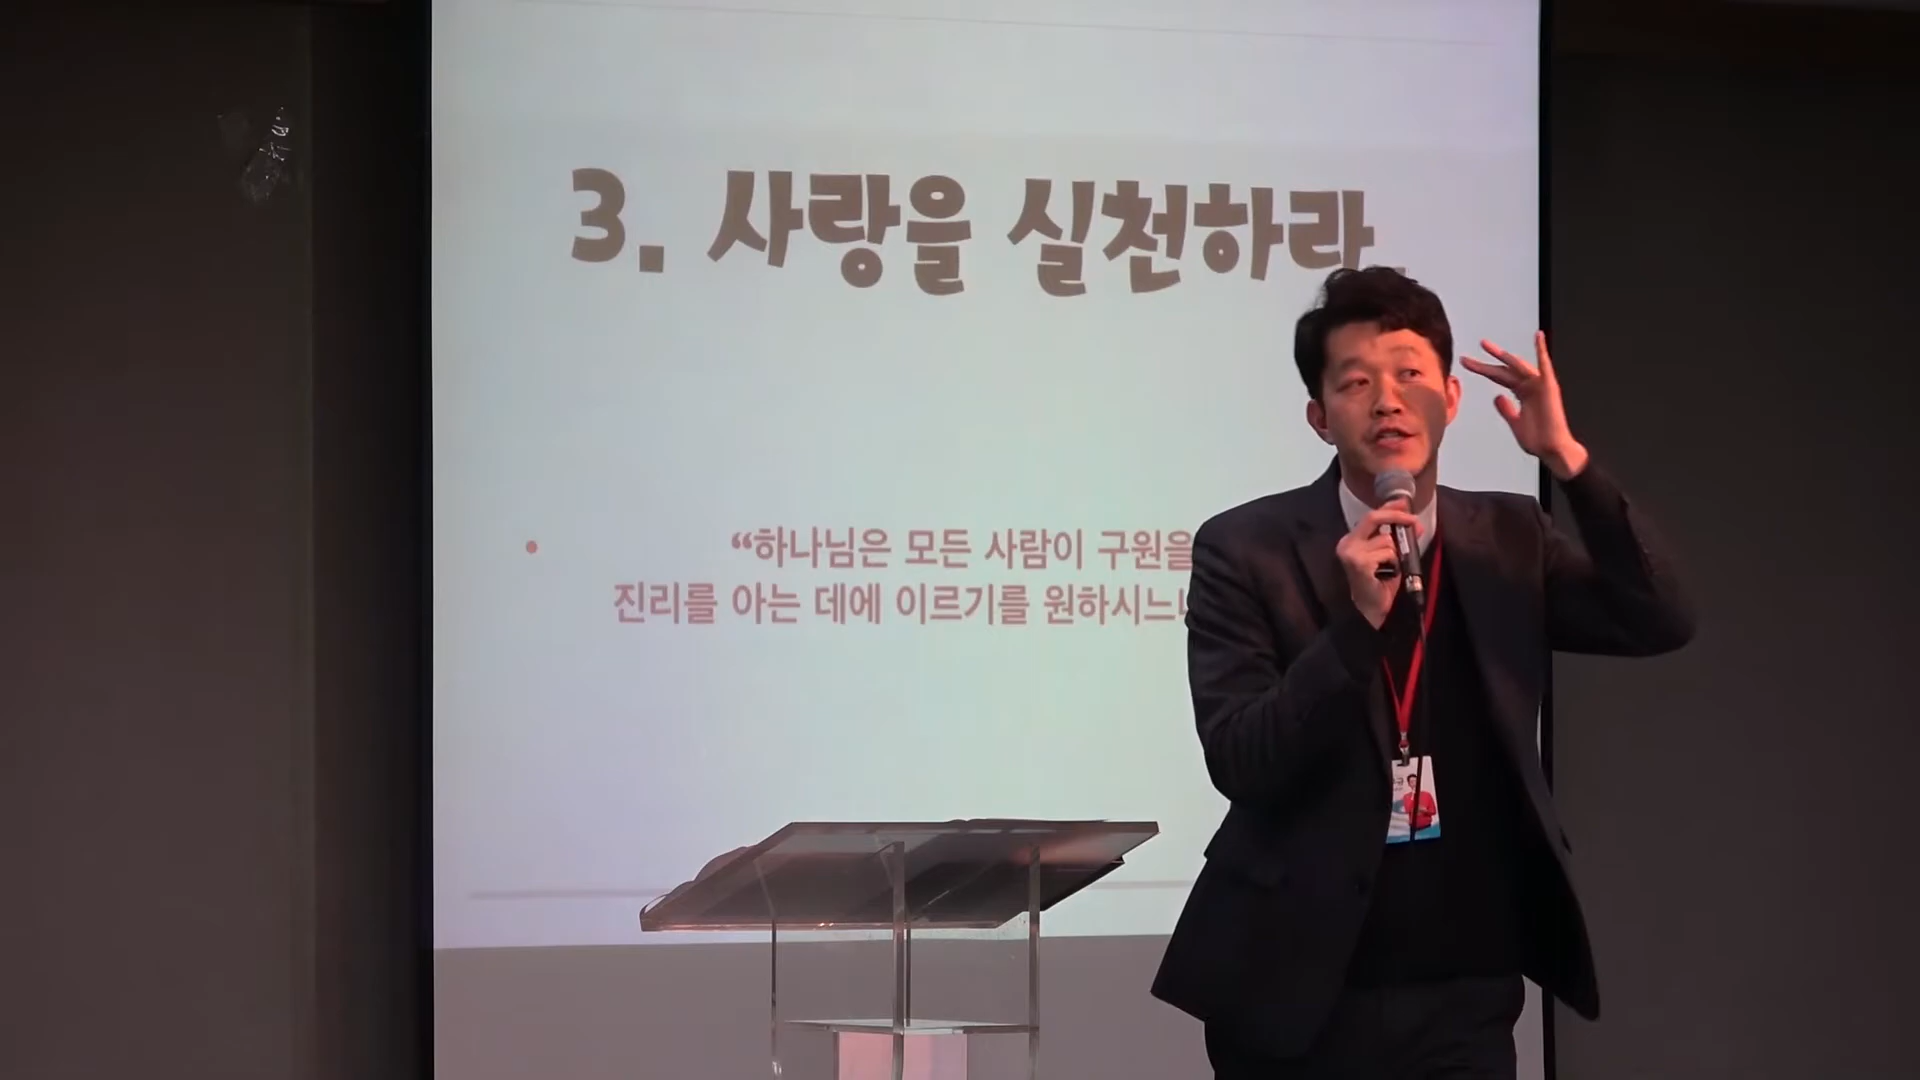 3. 사랑을 실천하라.
• “하나님은 모든 사람이 구원을
진리를 아는 데에 이르기를 원하시느니